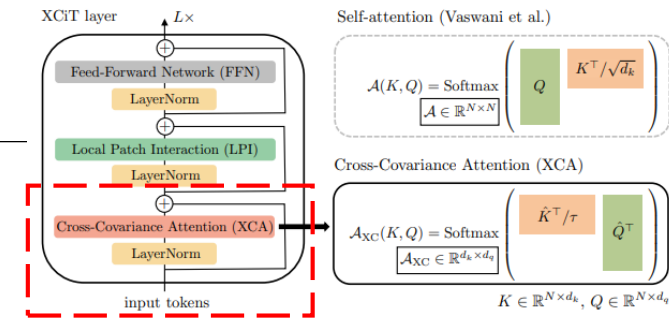 XCiT layer
L×
Feed-Forward Network (FFN)
LayerNorm
Local Patch Interaction (LPI)
LayerNorm
Cross-Covariance Attention (XCA)
LayerNorm
input tokens
Self-attention (Vaswani et al.)
𝒜(K, Q) = Softmax ( Q K⊤/√dₖ )
𝒜 ∈ ℝ^{N×N}
Cross-Covariance Attention (XCA)
𝒜_XC(K, Q) = Softmax ( K̂⊤/τ Q̂⊤ )
𝒜_XC ∈ ℝ^{d_k×d_q}
K ∈ ℝ^{N×d_k}, Q ∈ ℝ^{N×d_q}